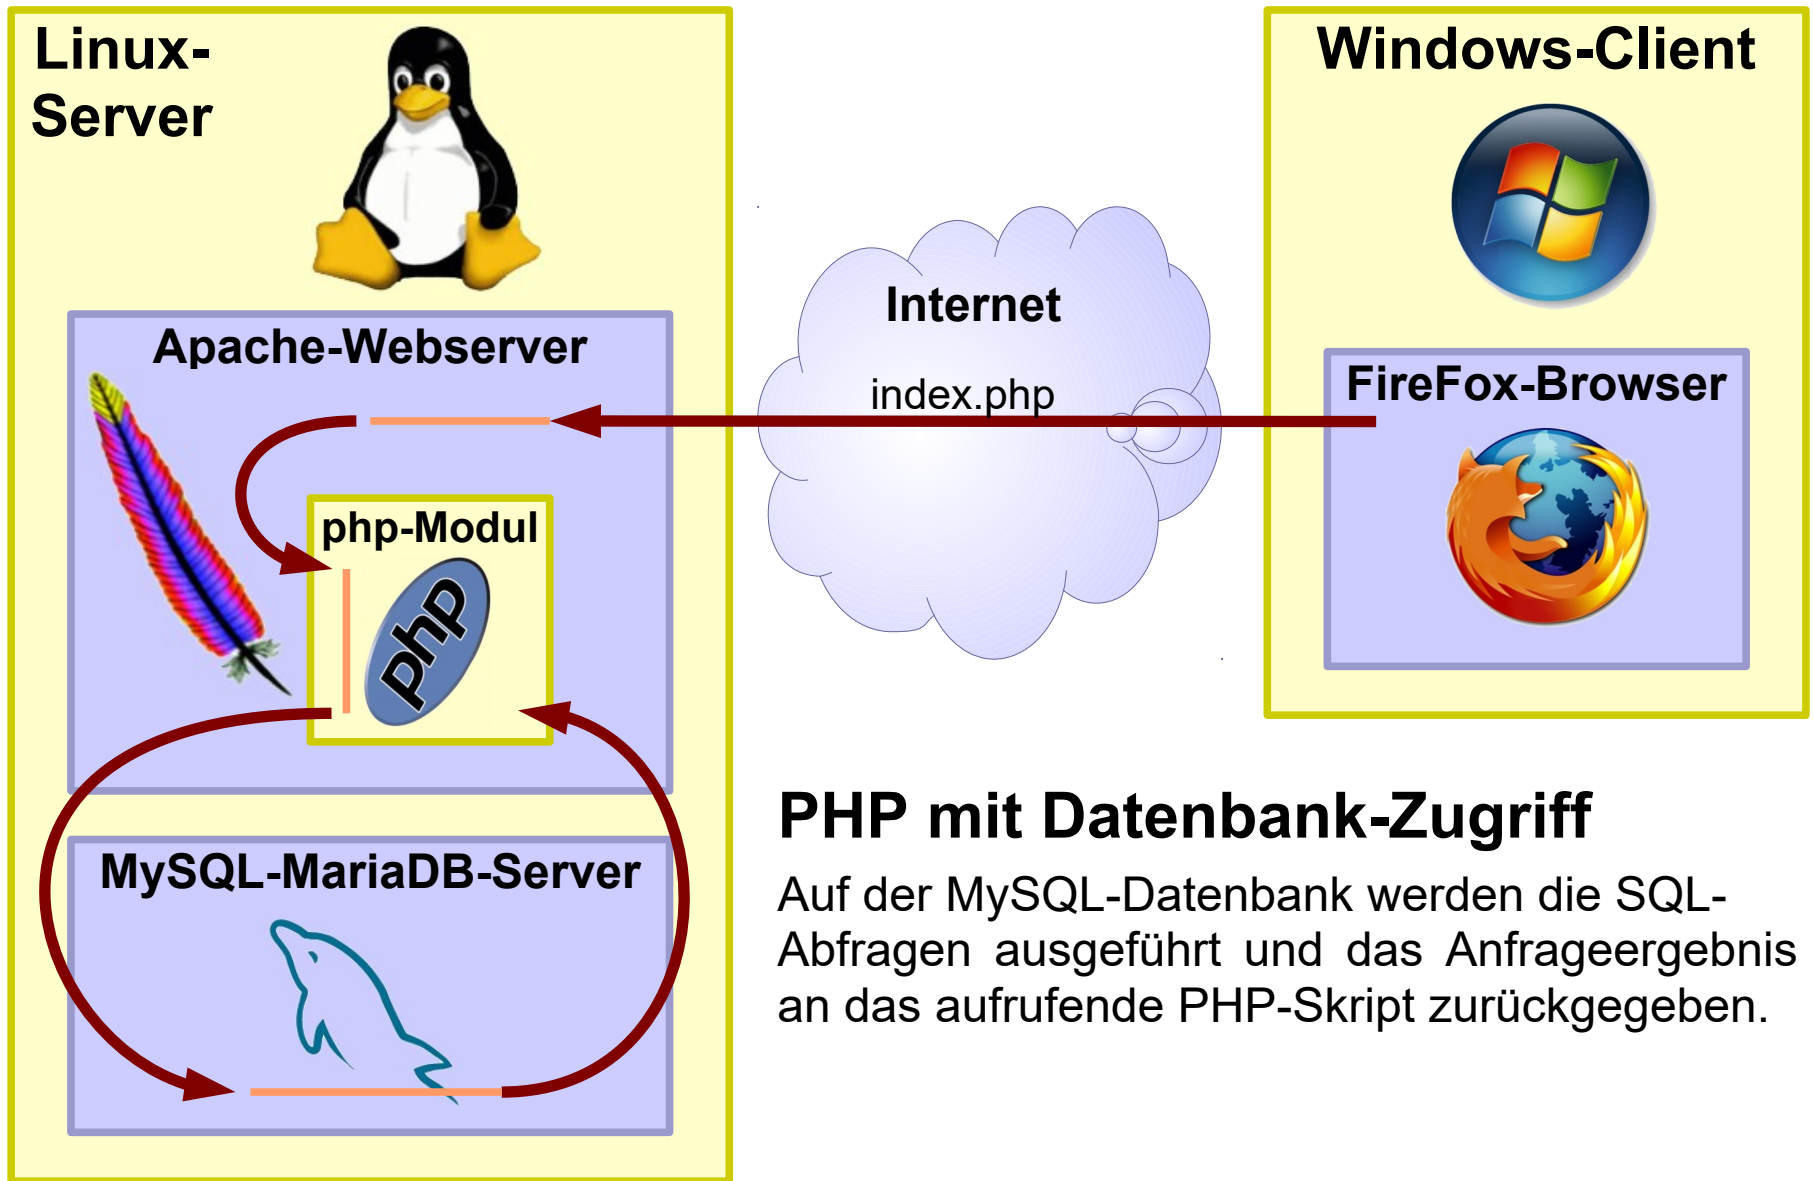 Linux-
Server
Windows-Client
Internet
Apache-Webserver
index.php
FireFox-Browser
php-Modul
php
PHP mit Datenbank-Zugriff
MySQL-MariaDB-Server
Auf der MySQL-Datenbank werden die SQL-
Abfragen ausgeführt und das Anfrageergebnis
an das aufrufende PHP-Skript zurückgegeben.